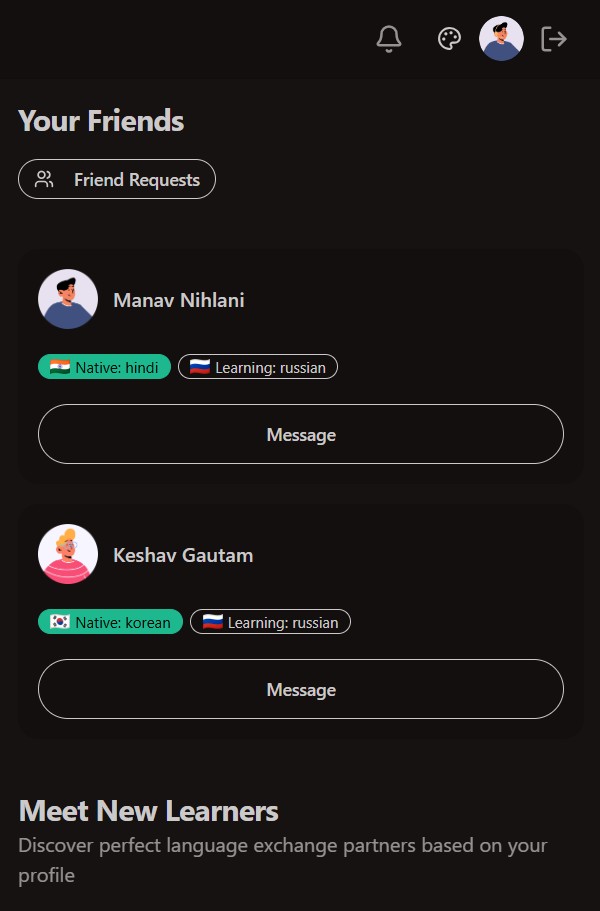 Your Friends
Friend Requests
Manav Nihlani
Native: hindi
Learning: russian
Message
Keshav Gautam
Native: korean
Learning: russian
Message
Meet New Learners
Discover perfect language exchange partners based on your
profile